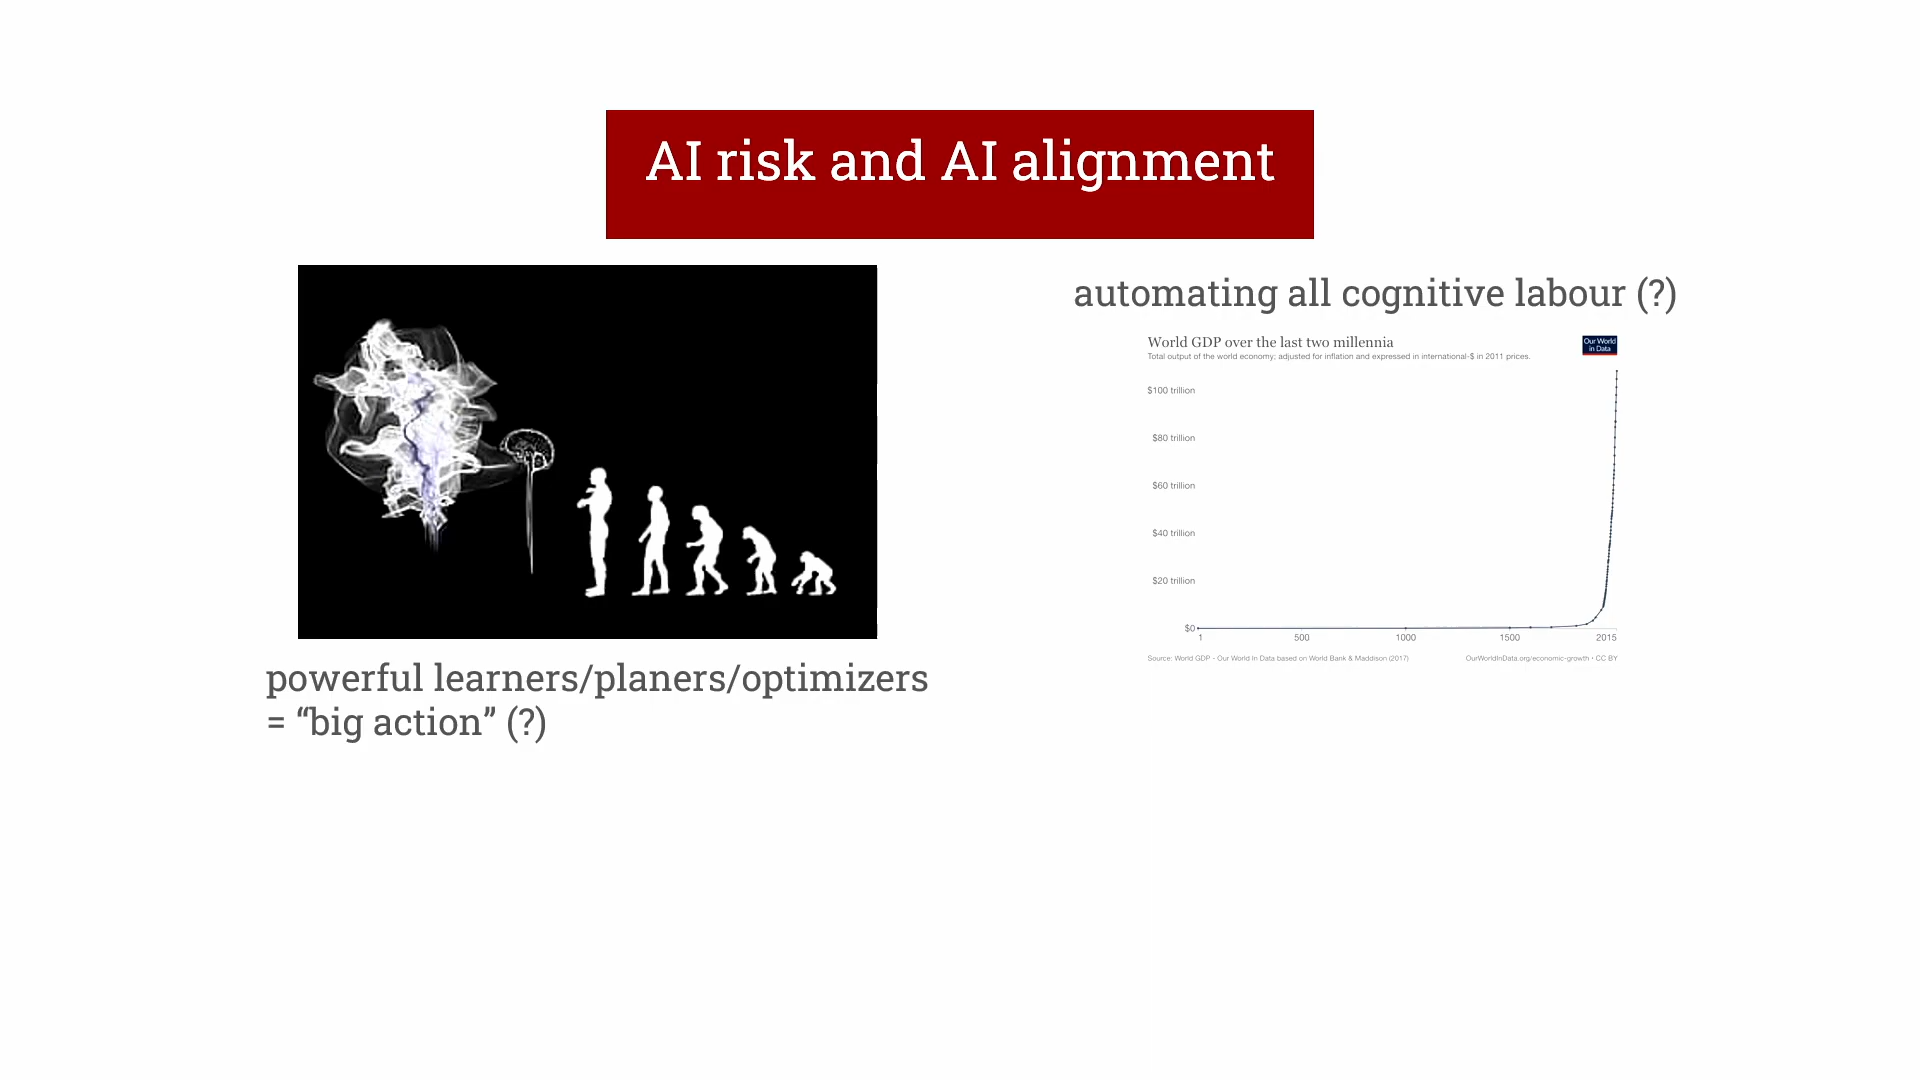 AI risk and AI alignment
powerful learners/planers/optimizers
= “big action” (?)
automating all cognitive labour (?)
World GDP over the last two millennia
Total output of the world economy; adjusted for inflation and expressed in international-$ in 2011 prices.
Our World
in Data
$100 trillion
$80 trillion
$60 trillion
$40 trillion
$20 trillion
$0
1 500 1000 1500 2015
Source: World GDP - Our World In Data based on World Bank & Maddison (2017) OurWorldInData.org/economic-growth • CC BY